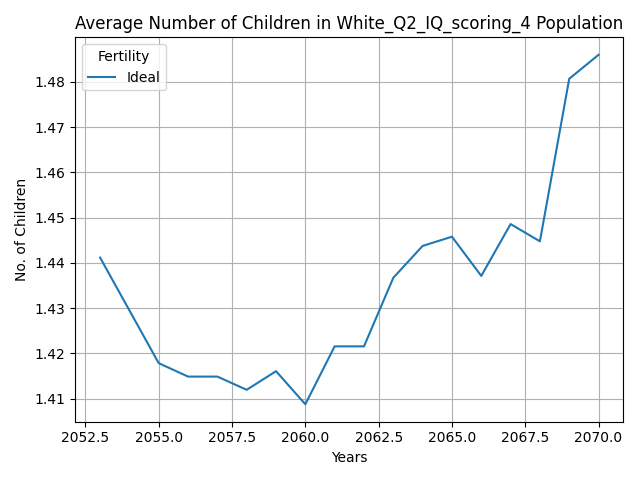 Average Number of Children in White_Q2_IQ_scoring_4 Population
Fertility
Ideal
1.48
1.47
1.46
1.45
1.44
1.43
1.42
1.41
No. of Children
2052.5 2055.0 2057.5 2060.0 2062.5 2065.0 2067.5 2070.0
Years